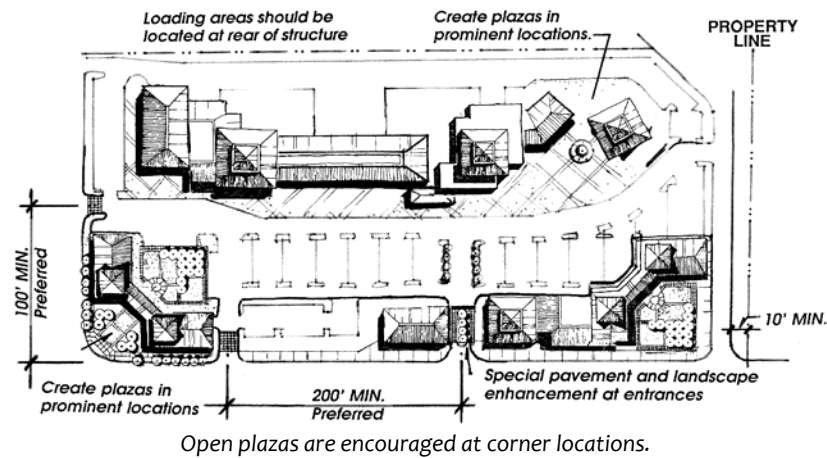 Loading areas should be
located at rear of structure
Create plazas in
prominent locations.
PROPERTY
LINE
100' MIN.
Preferred
10' MIN.
Create plazas in
prominent locations
200' MIN.
Preferred
Special pavement and landscape
enhancement at entrances
Open plazas are encouraged at corner locations.